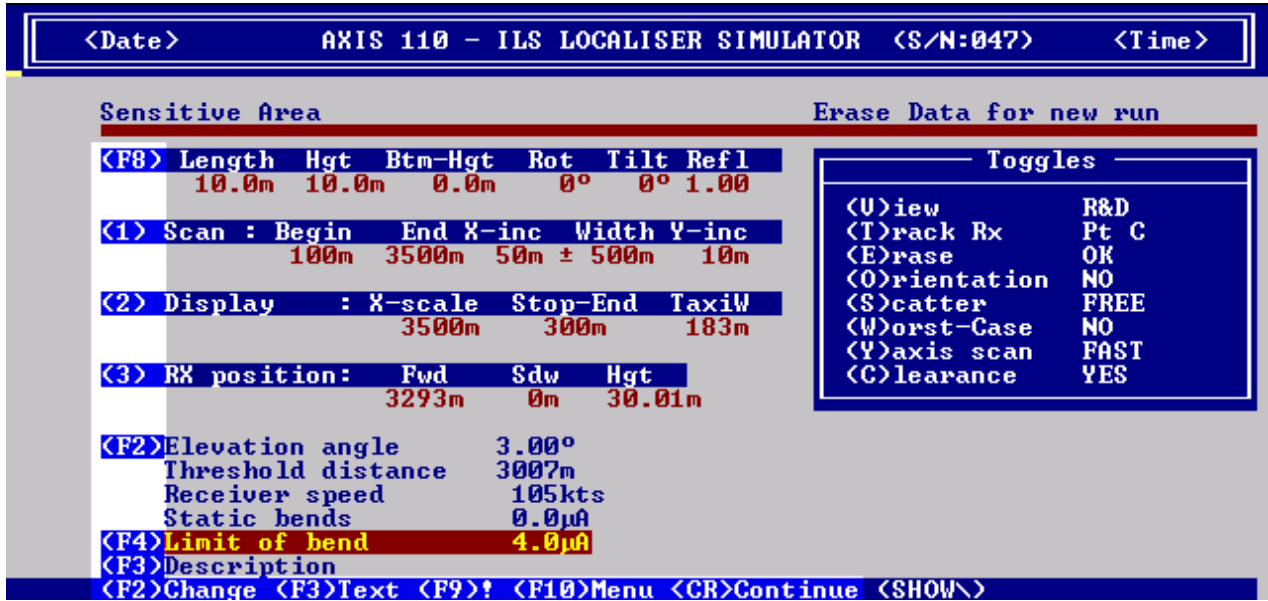 <Date> AXIS 110 - ILS LOCALISER SIMULATOR (S/N:047) <Time>
Sensitive Area Erase Data for new run
(F8) Length Hgt Btm-Hgt Rot Tilt Refl
10.0m 10.0m 0.0m 0º 0º 1.00
(1) Scan : Begin End X-inc Width Y-inc
100m 3500m 50m ± 500m 10m
(2) Display : X-scale Stop-End TaxiW
3500m 300m 183m
(3) RX position: Fwd Sdw Hgt
3293m 0m 30.01m
(F2)Elevation angle 3.00º
Threshold distance 3007m
Receiver speed 105kts
Static bends 0.0µA
(F4)Limit of bend 4.0µA
(F3)Description
Toggles
(V)iew R&D
(T)rack Rx Pt C
(E)rase OK
(O)rientation NO
(S)catter FREE
(W)orst-Case NO
(Y)axis scan FAST
(C)learance YES
(F2)Change (F3)Text (F9)! (F10)Menu <CR>Continue (SHOW\)